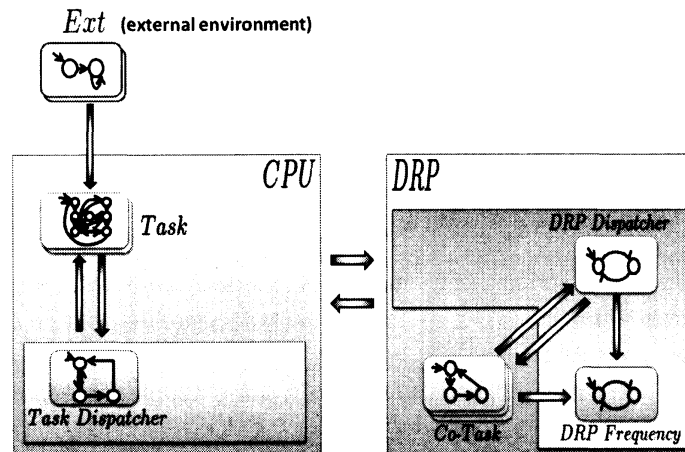 Ext (external environment)
CPU
DRP
Task
DRP Dispatcher
Task Dispatcher
Co-Task
DRP Frequency